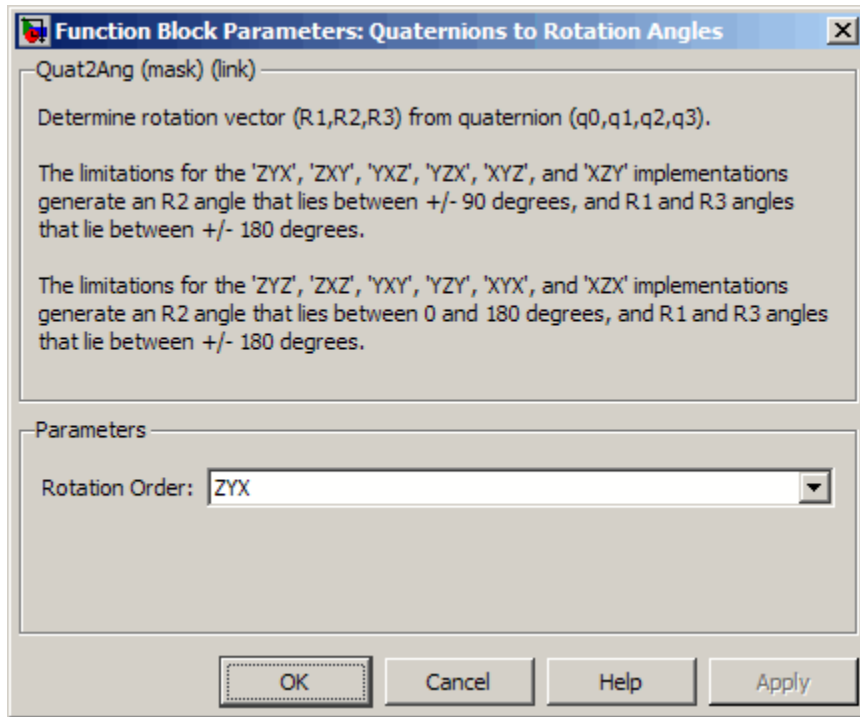 Function Block Parameters: Quaternions to Rotation Angles
Quat2Ang (mask) (link)
Determine rotation vector (R1,R2,R3) from quaternion (q0,q1,q2,q3).
The limitations for the 'ZYX', 'ZXY', 'YXZ', 'YZX', 'XYZ', and 'XZY' implementations
generate an R2 angle that lies between +/- 90 degrees, and R1 and R3 angles
that lie between +/- 180 degrees.
The limitations for the 'ZYZ', 'ZXZ', 'YXY', 'YZY', 'XYX', and 'XZX' implementations
generate an R2 angle that lies between 0 and 180 degrees, and R1 and R3 angles
that lie between +/- 180 degrees.
Parameters
Rotation Order: ZYX
OK Cancel Help Apply